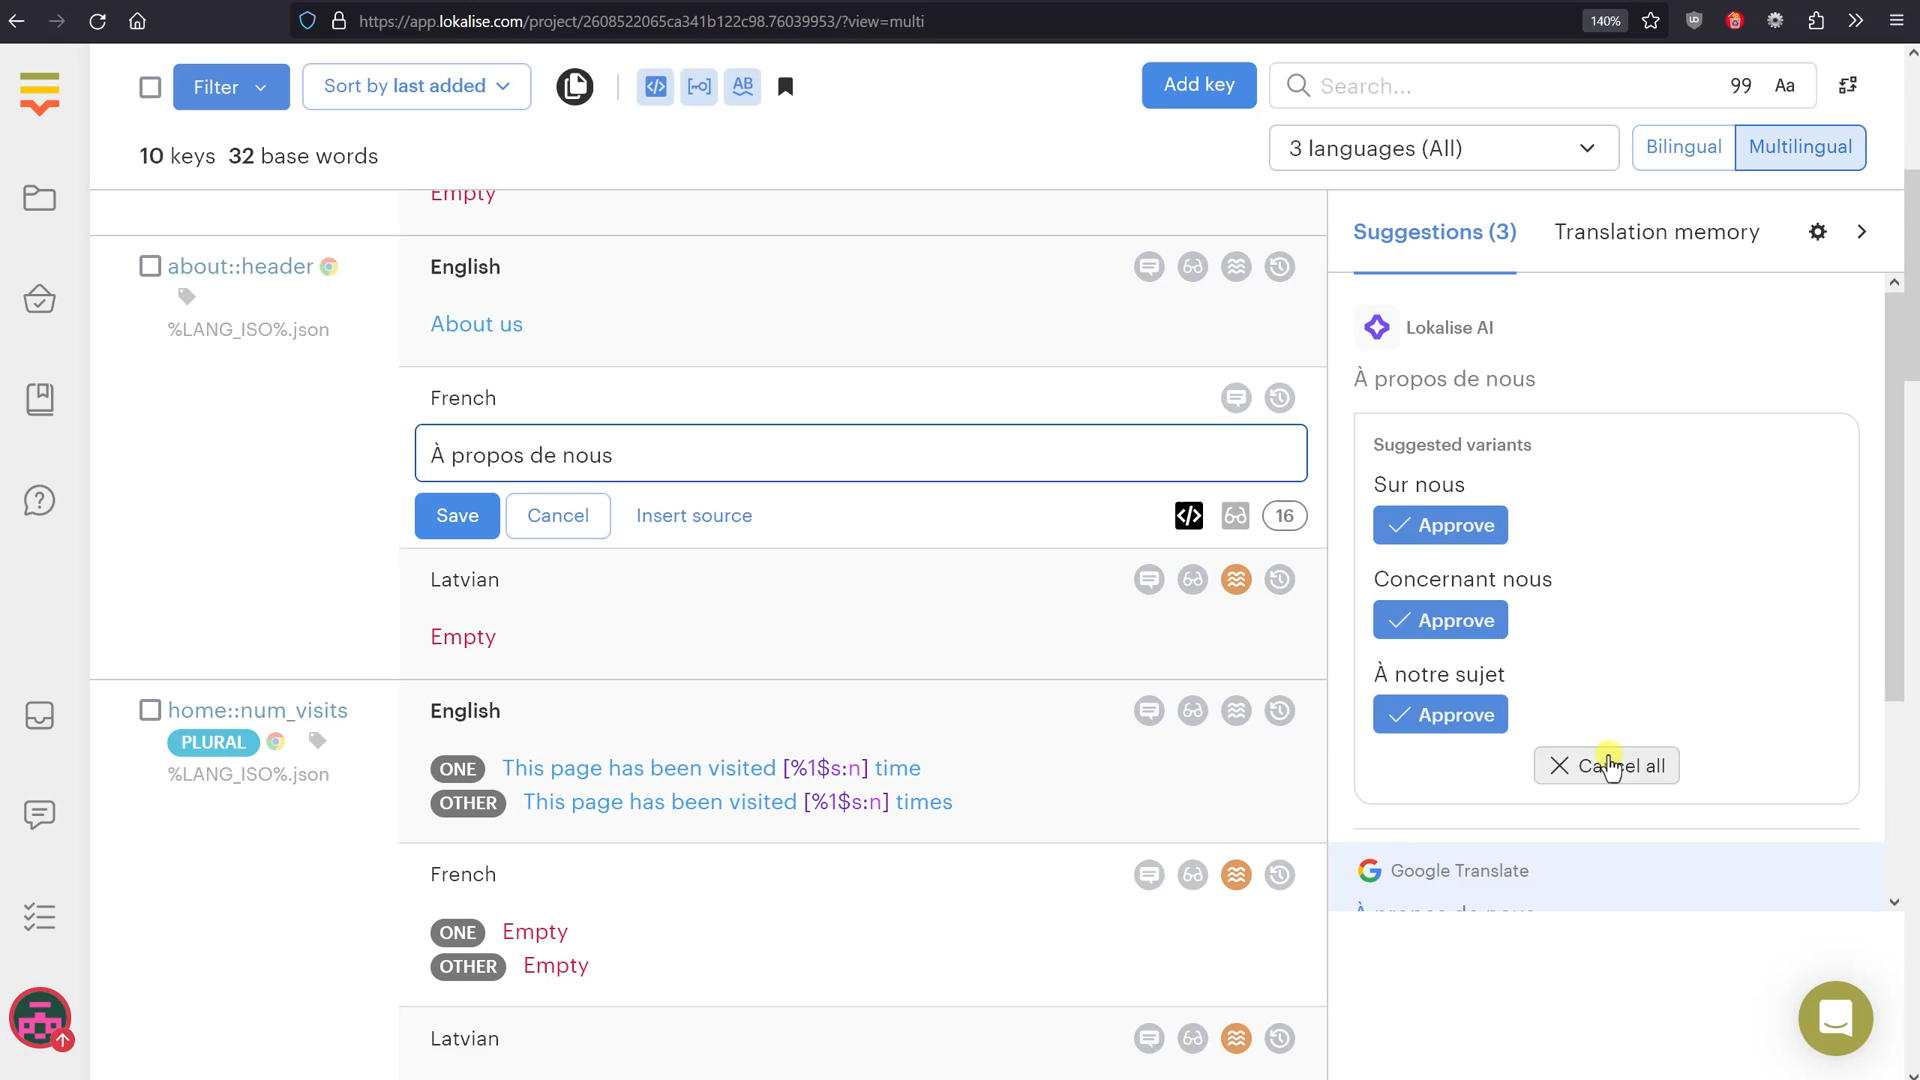 https://app.lokalise.com/project/2608522065ca341b122c98.76039953/?view=multi
140%
Filter
Sort by last added
AB
Add key
Search...
99
Aa
10 keys 32 base words
3 languages (All)
Bilingual
Multilingual
Empty
about::header
%LANG_ISO%.json
English
About us
French
À propos de nous
Save
Cancel
Insert source
16
Latvian
Empty
home::num_visits
PLURAL
%LANG_ISO%.json
English
ONE This page has been visited [%1$s:n] time
OTHER This page has been visited [%1$s:n] times
French
ONE Empty
OTHER Empty
Latvian
Suggestions (3)
Translation memory
Lokalise AI
À propos de nous
Suggested variants
Sur nous
Approve
Concernant nous
Approve
À notre sujet
Approve
Cancel all
Google Translate
À propos de nous